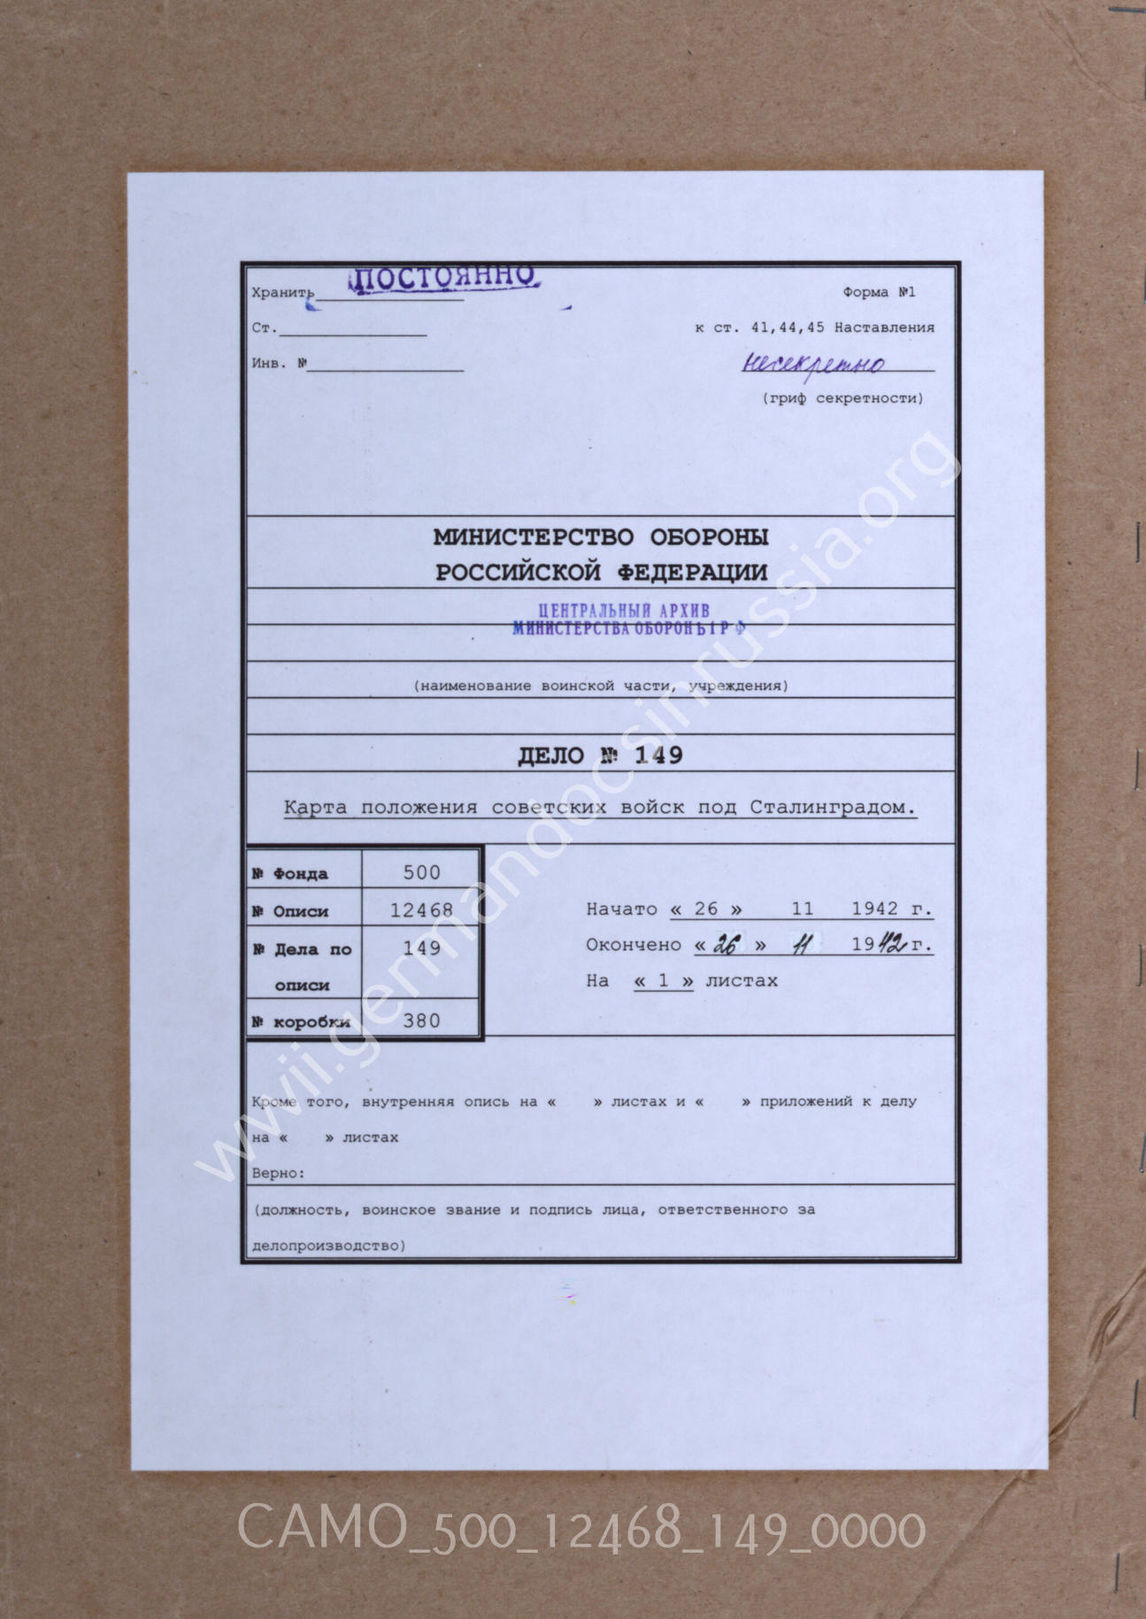 Хранить ПОСТОЯННО
Форма №1
Ст.
к ст. 41,44,45 Наставления
Инв. №
несекретно
(гриф секретности)
МИНИСТЕРСТВО ОБОРОНЫ
РОССИЙСКОЙ ФЕДЕРАЦИИ
ЦЕНТРАЛЬНЫЙ АРХИВ
МИНИСТЕРСТВА ОБОРОНЫ РФ
(наименование воинской части, учреждения)
ДЕЛО № 149
Карта положения советских войск под Сталинградом.
№ Фонда 500
№ Описи 12468
№ Дела по описи 149
№ коробки 380
Начато « 26 » 11 1942 г.
Окончено « 26 » 11 1942 г.
На « 1 » листах
Кроме того, внутренняя опись на « » листах и « » приложений к делу
на « » листах
Верно:
(должность, воинское звание и подпись лица, ответственного за
делопроизводство)
www.germandocsinrussia.org
CAMO_500_12468_149_0000